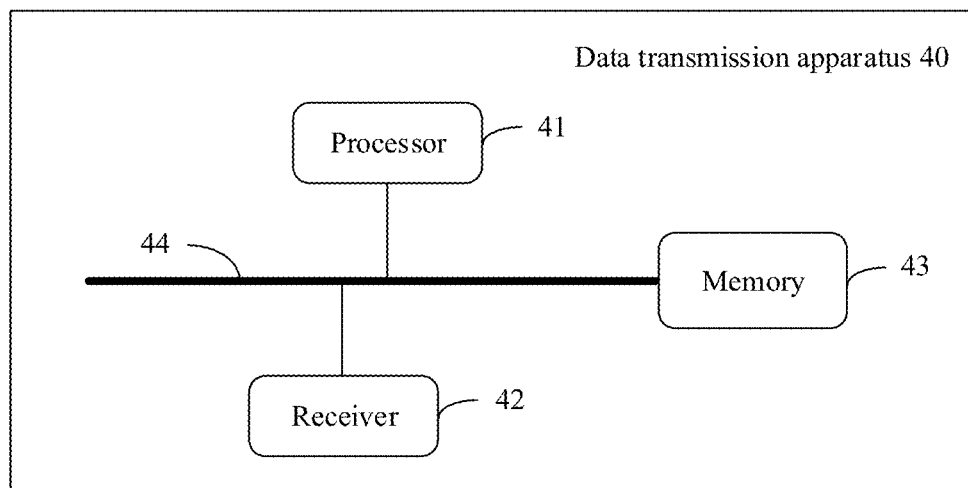 Data transmission apparatus 40
Processor
41
44
Memory
43
Receiver
42